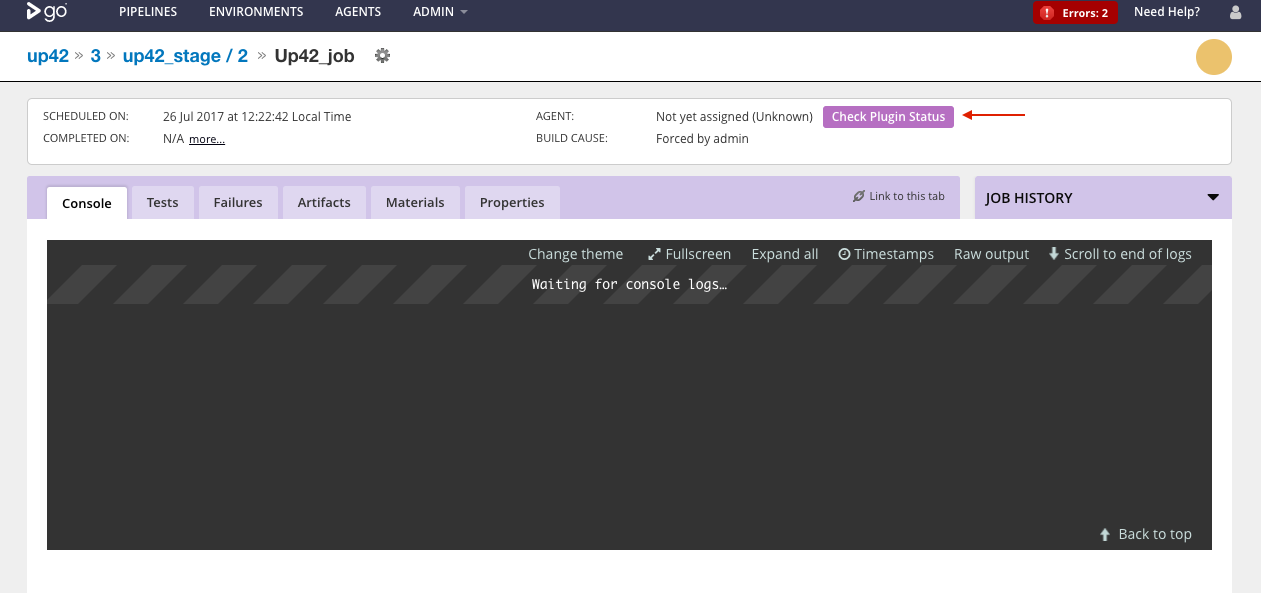 go PIPELINES ENVIRONMENTS AGENTS ADMIN Errors: 2 Need Help?
up42 » 3 » up42_stage / 2 » Up42_job
SCHEDULED ON: 26 Jul 2017 at 12:22:42 Local Time AGENT: Not yet assigned (Unknown) Check Plugin Status
COMPLETED ON: N/A more... BUILD CAUSE: Forced by admin
Console Tests Failures Artifacts Materials Properties Link to this tab JOB HISTORY
Change theme Fullscreen Expand all Timestamps Raw output Scroll to end of logs
Waiting for console logs…
Back to top